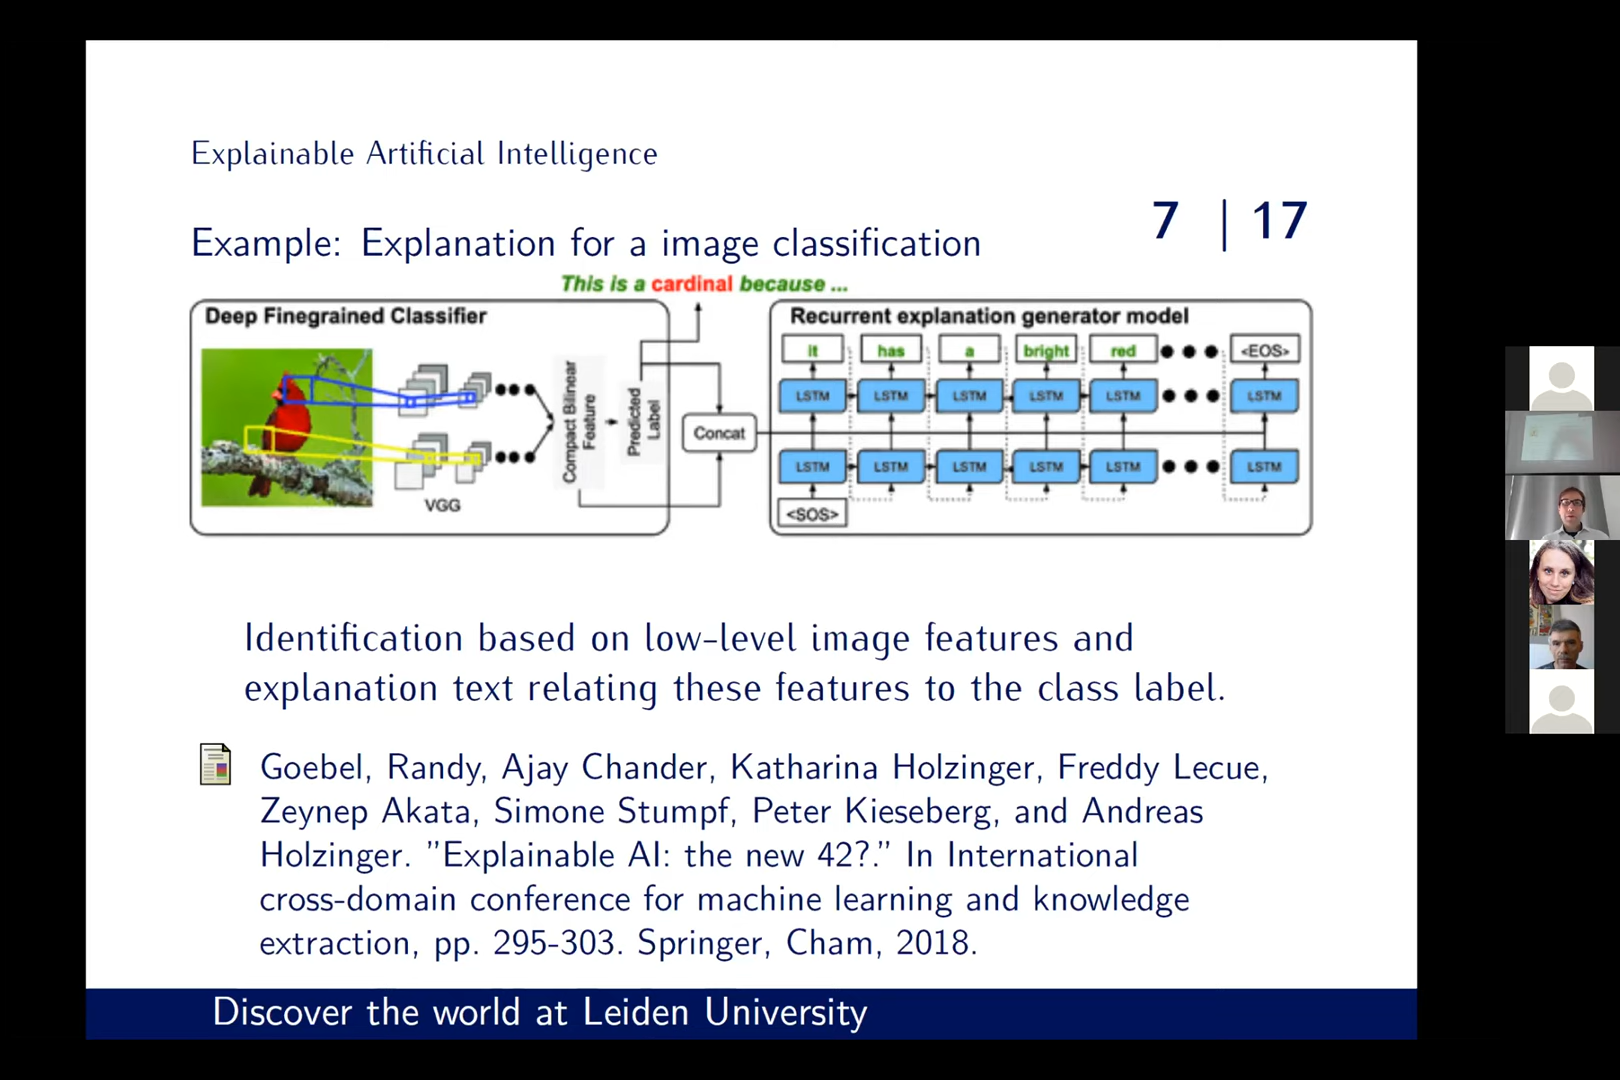 Explainable Artificial Intelligence
7 | 17
Example: Explanation for a image classification
This is a cardinal because ...
Deep Finegrained Classifier
VGG
Compact Bilinear
Feature
Predicted
Label
Concat
Recurrent explanation generator model
it has a bright red <EOS>
LSTM LSTM LSTM LSTM LSTM LSTM
LSTM LSTM LSTM LSTM LSTM LSTM
<SOS>
Identification based on low-level image features and
explanation text relating these features to the class label.
Goebel, Randy, Ajay Chander, Katharina Holzinger, Freddy Lecue,
Zeynep Akata, Simone Stumpf, Peter Kieseberg, and Andreas
Holzinger. ”Explainable AI: the new 42?.” In International
cross-domain conference for machine learning and knowledge
extraction, pp. 295-303. Springer, Cham, 2018.
Discover the world at Leiden University